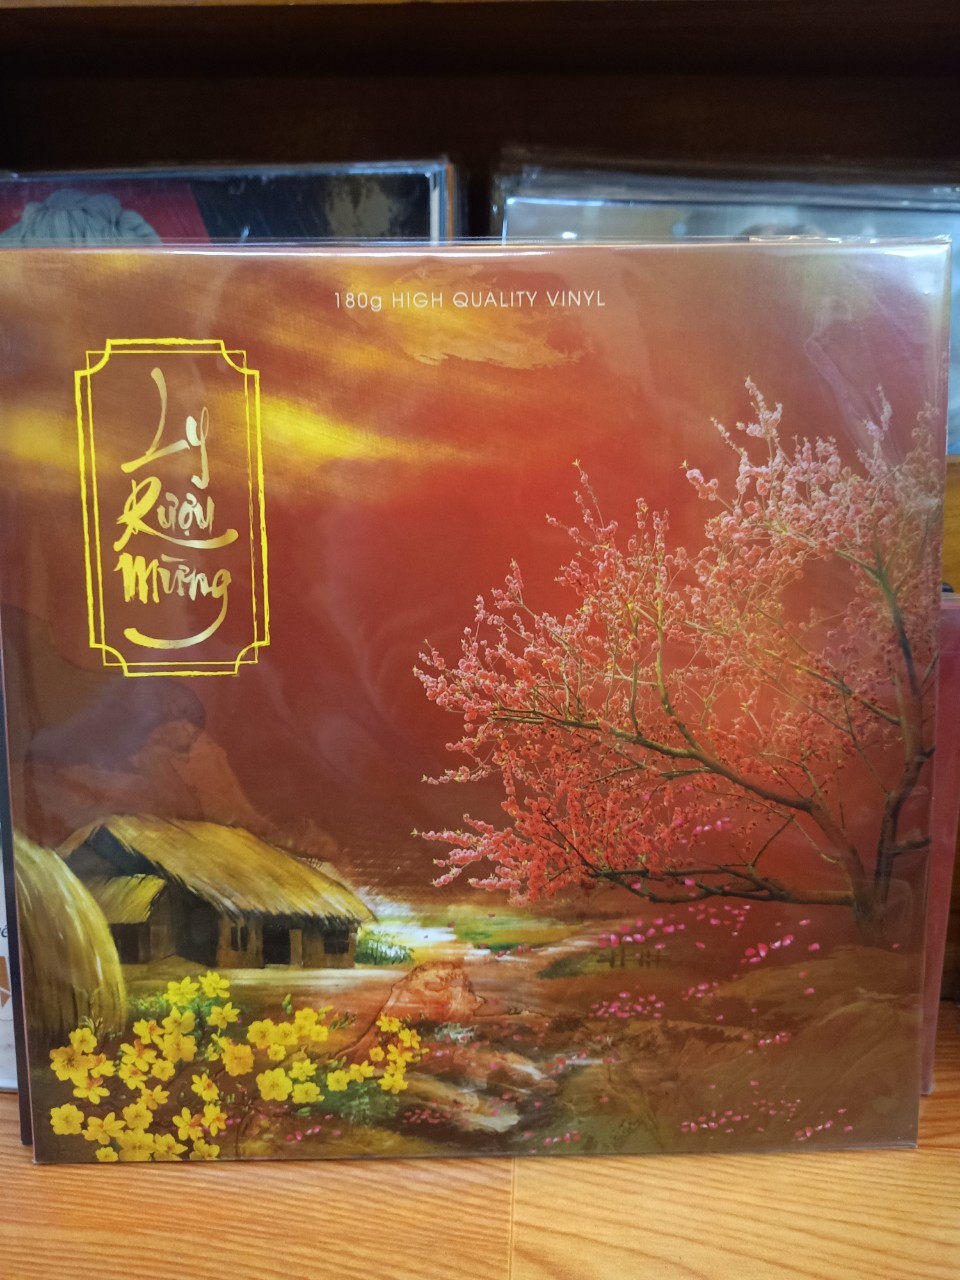 180g HIGH QUALITY VINYL
Ly
Rượu
Mừng